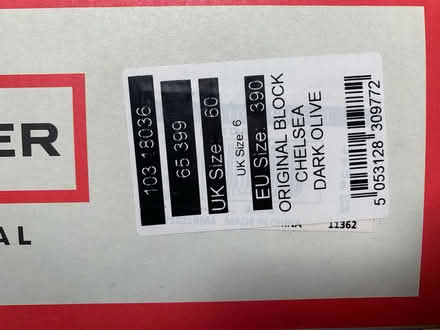 ER
AL
103 18036
65 399
UK Size: 60
UK Size: 6
EU Size: 390
ORIGINAL BLOCK
CHELSEA
DARK OLIVE
5 053128 309772
11362